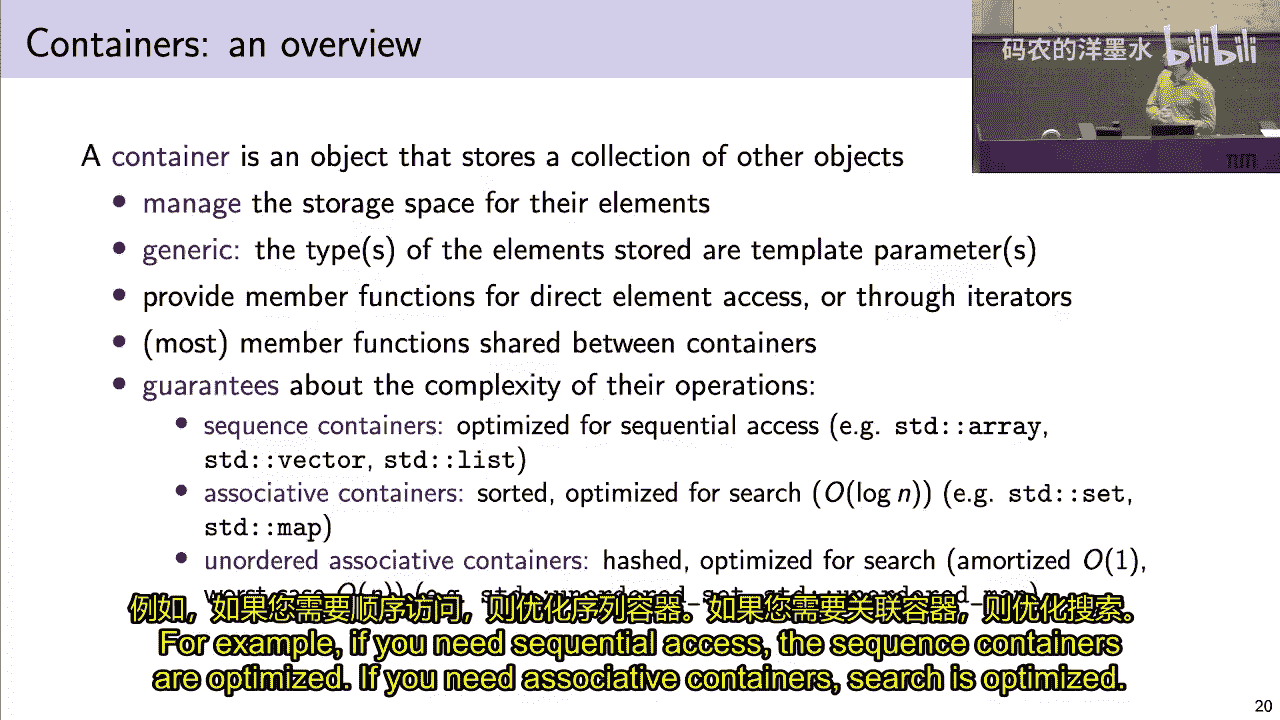 Containers: an overview
码农的洋墨水 bilibili
A container is an object that stores a collection of other objects
• manage the storage space for their elements
• generic: the type(s) of the elements stored are template parameter(s)
• provide member functions for direct element access, or through iterators
• (most) member functions shared between containers
• guarantees about the complexity of their operations:
• sequence containers: optimized for sequential access (e.g. std::array,
std::vector, std::list)
• associative containers: sorted, optimized for search (O(log n)) (e.g. std::set,
std::map)
• unordered associative containers: hashed, optimized for search (amortized O(1),
worst case O(n)) (e.g. std::unordered_set, std::unordered_map)
例如，如果您需要顺序访问，则优化序列容器。如果您需要关联容器，则优化搜索。
For example, if you need sequential access, the sequence containers
are optimized. If you need associative containers, search is optimized.
20